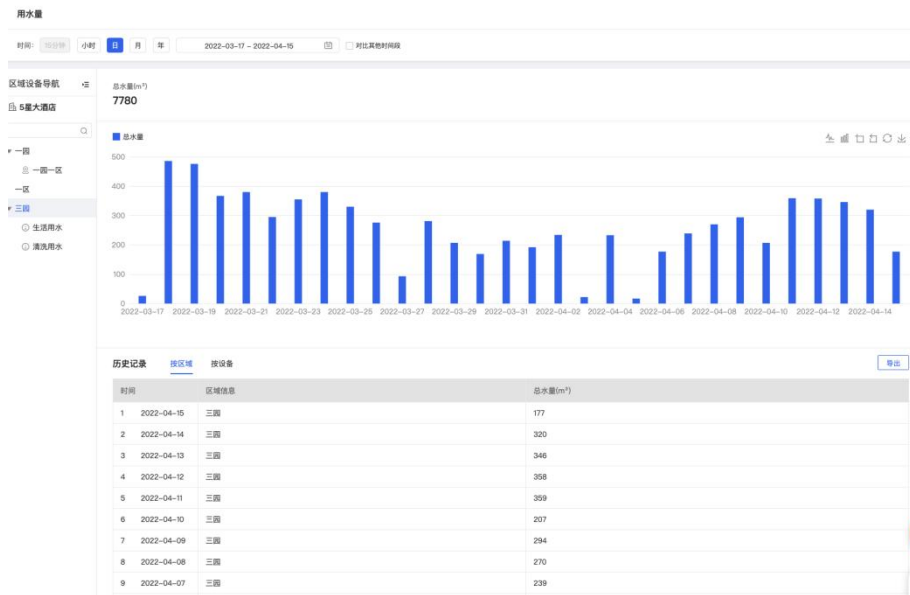 用水量
时间: 10分钟 小时 日 月 年 2022-03-17 - 2022-04-15 对比其他时间段
区域设备导航
5星大酒店
一园
一园一区
一区
三园
生活用水
清洗用水
总水量(m³)
7780
总水量
500
400
300
200
100
0
2022-03-17 2022-03-19 2022-03-21 2022-03-23 2022-03-25 2022-03-27 2022-03-29 2022-03-31 2022-04-02 2022-04-04 2022-04-06 2022-04-08 2022-04-10 2022-04-12 2022-04-14
历史记录 按区域 按设备 导出
时间 区域信息 总水量(m³)
1 2022-04-15 三园 177
2 2022-04-14 三园 320
3 2022-04-13 三园 346
4 2022-04-12 三园 358
5 2022-04-11 三园 359
6 2022-04-10 三园 207
7 2022-04-09 三园 294
8 2022-04-08 三园 270
9 2022-04-07 三园 239